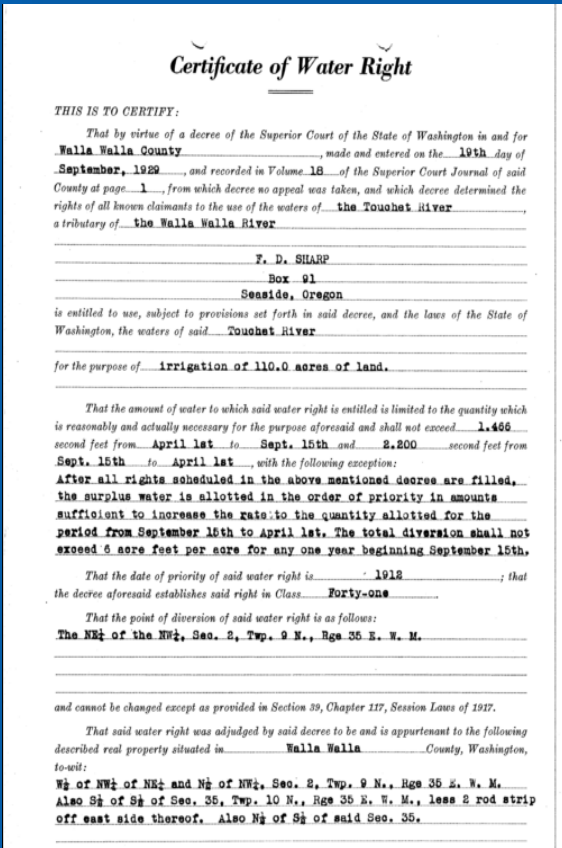 Certificate of Water Right
THIS IS TO CERTIFY:
That by virtue of a decree of the Superior Court of the State of Washington in and for
Walla Walla County, made and entered on the 19th day of
September, 1929, and recorded in Volume 18 of the Superior Court Journal of said
County at page 1, from which decree no appeal was taken, and which decree determined the
rights of all known claimants to the use of the waters of the Touchet River,
a tributary of the Walla Walla River
F. D. SHARP
Box 91
Seaside, Oregon
is entitled to use, subject to provisions set forth in said decree, and the laws of the State of
Washington, the waters of said Touchet River
for the purpose of irrigation of 110.0 acres of land.
That the amount of water to which said water right is entitled is limited to the quantity which
is reasonably and actually necessary for the purpose aforesaid and shall not exceed 1.466
second feet from April 1st to Sept. 15th and 2.200 second feet from
Sept. 15th to April 1st, with the following exception:
After all rights scheduled in the above mentioned decree are filled,
the surplus water is allotted in the order of priority in amounts
sufficient to increase the rate to the quantity allotted for the
period from September 15th to April 1st. The total diversion shall not
exceed 6 acre feet per acre for any one year beginning September 15th.
That the date of priority of said water right is 1912; that
the decree aforesaid establishes said right in Class Forty-one.
That the point of diversion of said water right is as follows:
The NE¼ of the NW¼, Sec. 2, Twp. 9 N., Rge 35 E. W. M.
and cannot be changed except as provided in Section 39, Chapter 117, Session Laws of 1917.
That said water right was adjudged by said decree to be and is appurtenant to the following
described real property situated in Walla Walla County, Washington,
to-wit:
W½ of NW¼ of NE¼ and N½ of NW¼, Sec. 2, Twp. 9 N., Rge 35 E. W. M.
Also S½ of S½ of Sec. 35, Twp. 10 N., Rge 35 E. W. M., less 2 rod strip
off east side thereof. Also N½ of S½ of said Sec. 35.